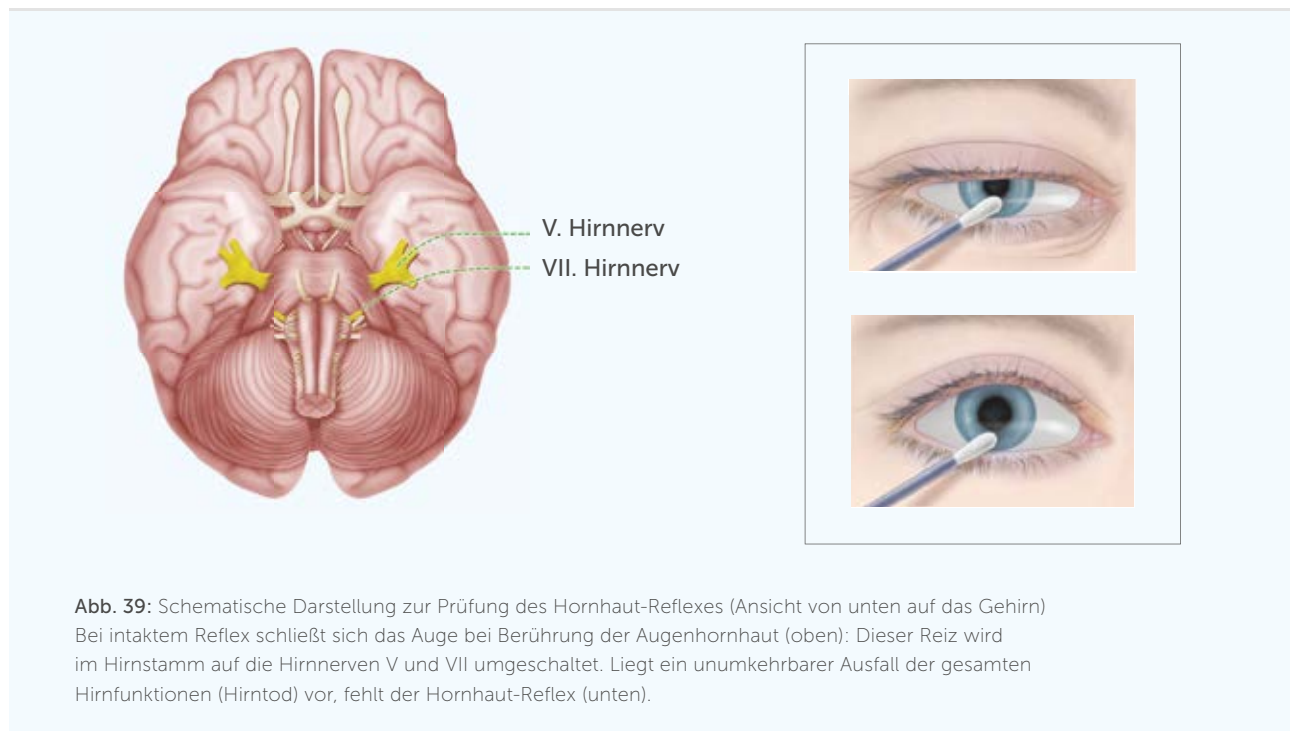 V. Hirnnerv
VII. Hirnnerv
Abb. 39: Schematische Darstellung zur Prüfung des Hornhaut-Reflexes (Ansicht von unten auf das Gehirn)
Bei intaktem Reflex schließt sich das Auge bei Berührung der Augenhornhaut (oben): Dieser Reiz wird
im Hirnstamm auf die Hirnnerven V und VII umgeschaltet. Liegt ein unumkehrbarer Ausfall der gesamten
Hirnfunktionen (Hirntod) vor, fehlt der Hornhaut-Reflex (unten).